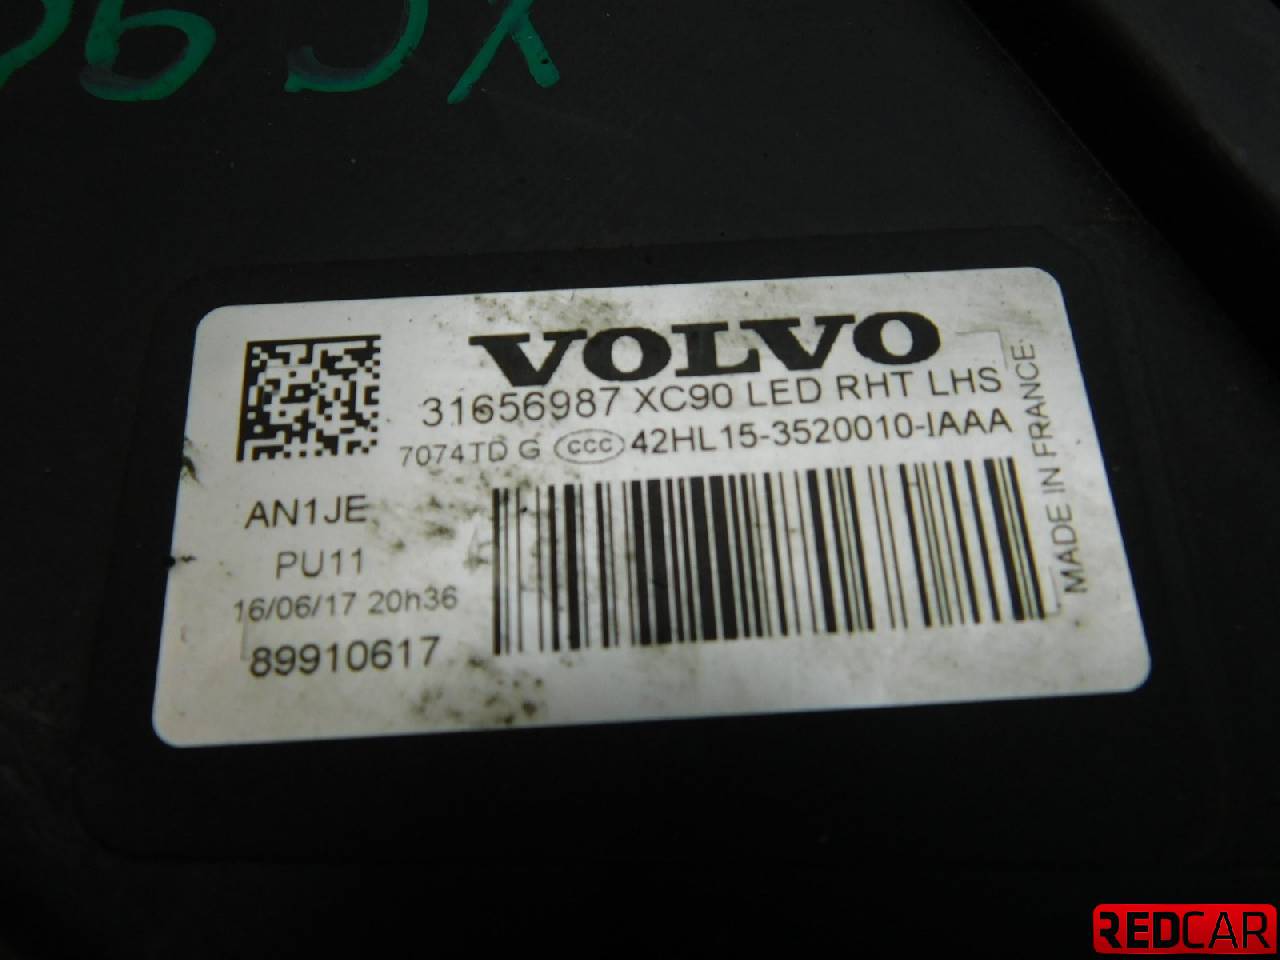 XC90
VOLVO
31656987 XC90 LED RHT LHS
7074TD G CCC 42HL15-3520010-IAAA
AN1JE
PU11
16/06/17 20h36
89910617
MADE IN FRANCE
REDCAR